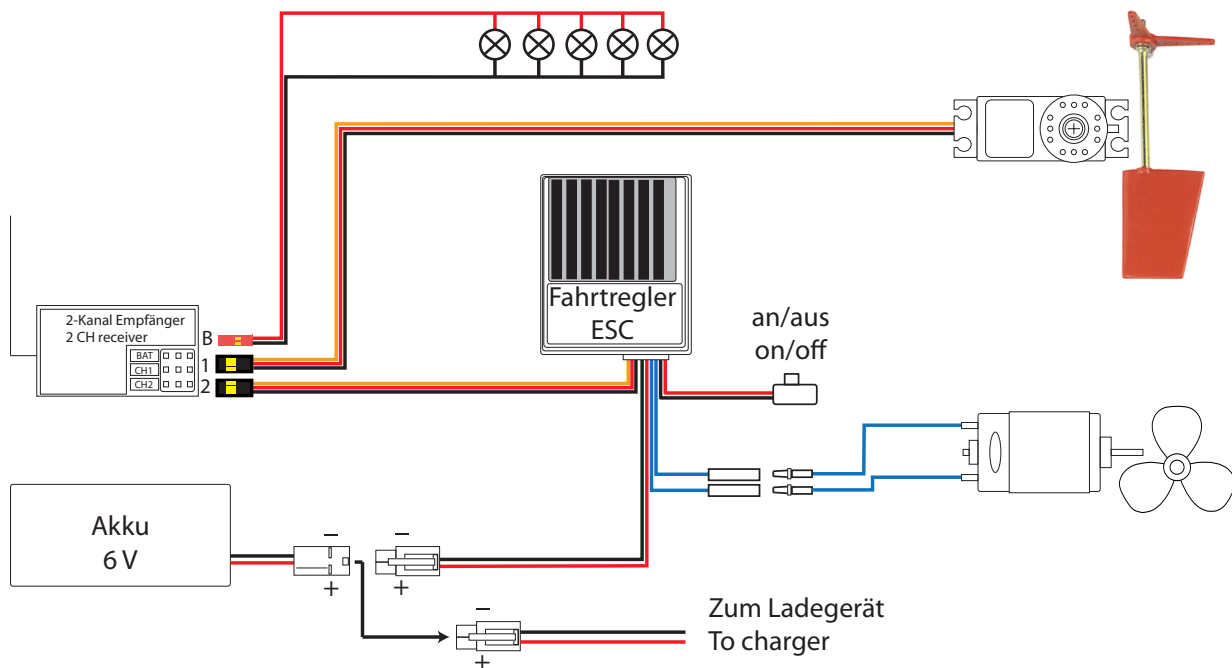 2-Kanal Empfänger
2 CH receiver
B
BAT
1
CH1
CH2
2
Fahrtregler
ESC
an/aus
on/off
Akku
6 V
–
+
–
+
–
+
Zum Ladegerät
To charger